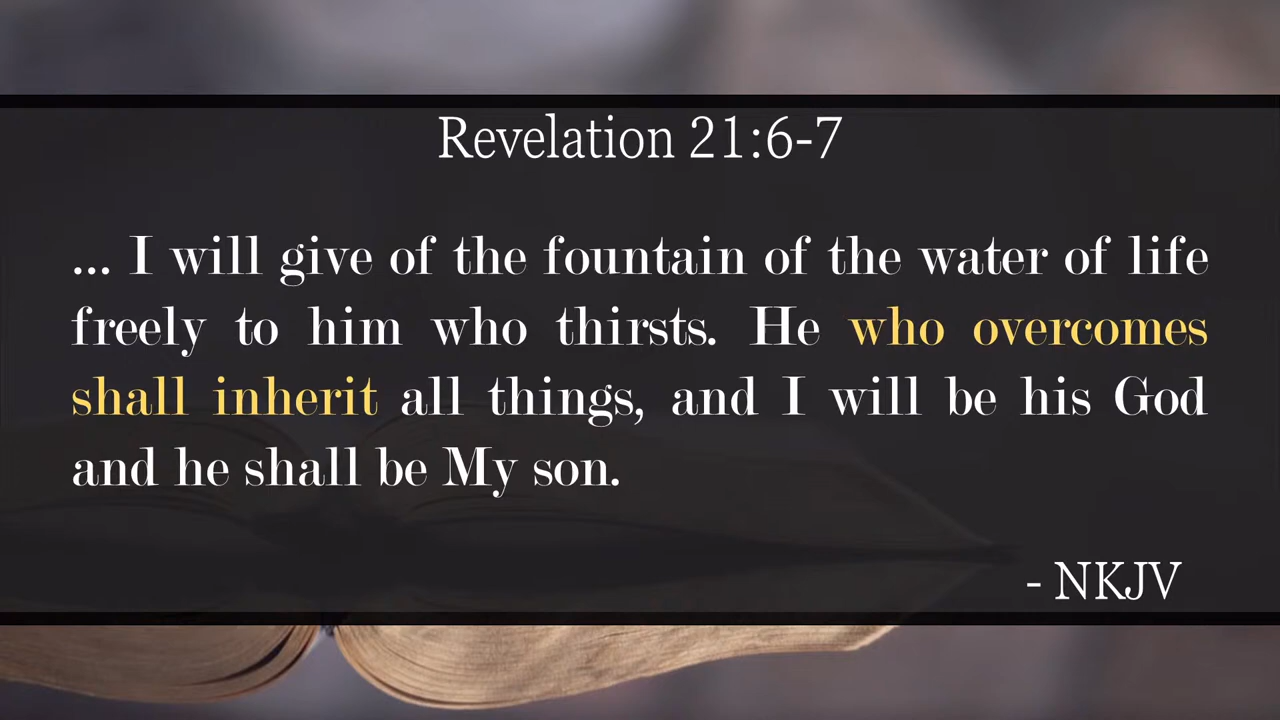 Revelation 21:6-7
... I will give of the fountain of the water of life
freely to him who thirsts. He who overcomes
shall inherit all things, and I will be his God
and he shall be My son.
- NKJV